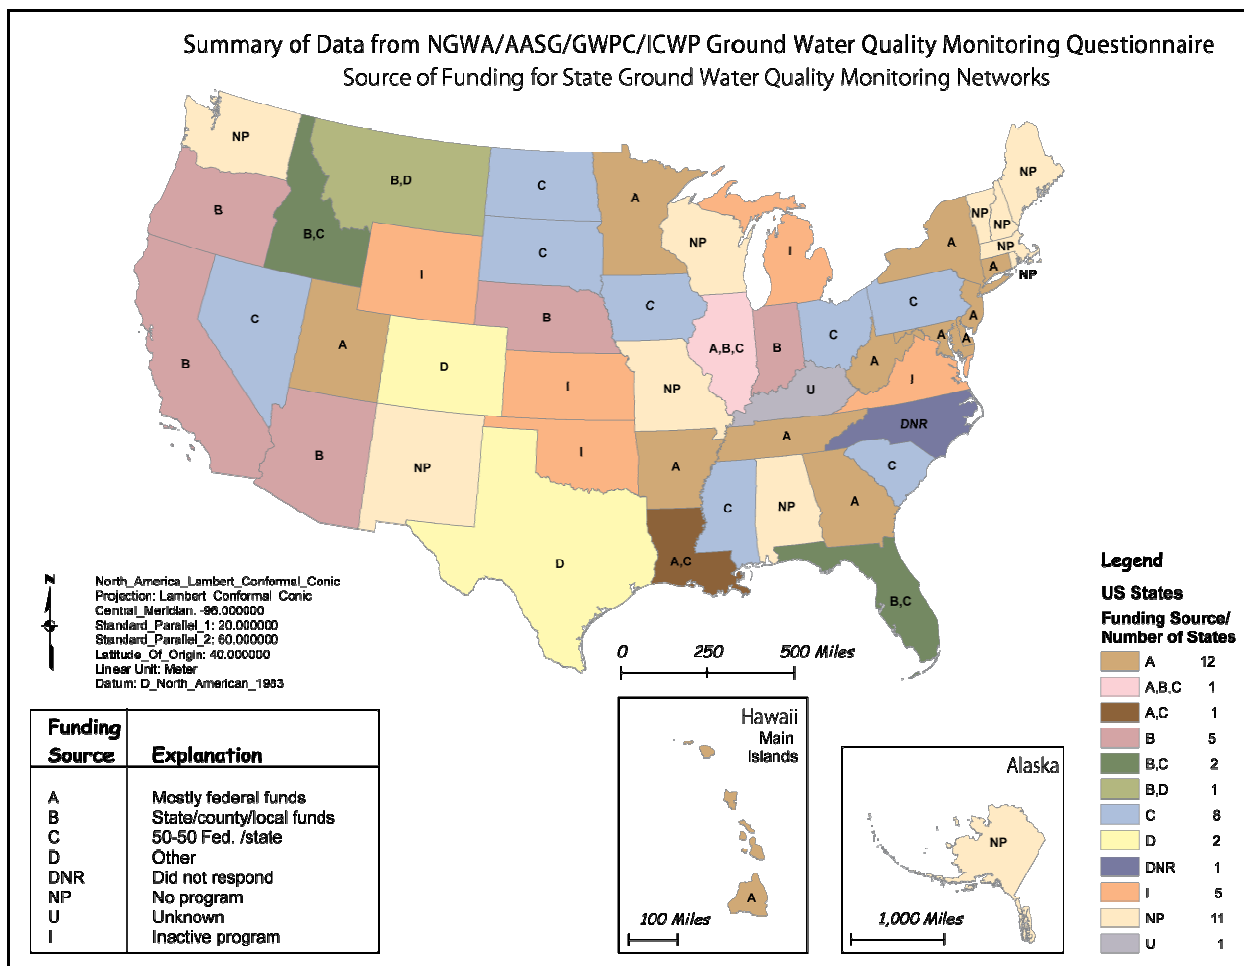 Summary of Data from NGWA/AASG/GWPC/ICWP Ground Water Quality Monitoring Questionnaire
Source of Funding for State Ground Water Quality Monitoring Networks
NP
B
B,C
B,D
C
A
NP
I
A
NP
NP
NP
NP
A
NP
I
C
B
C
A
D
B
C
A,B,C
B
C
C
A
A
A
A
I
U
I
NP
B
NP
I
A
A
DNR
C
A
NP
C
A,C
D
B,C
N
North_America_Lambert_Conformal_Conic
Projection: Lambert_Conformal_Conic
Central_Meridian: -96.000000
Standard_Parallel_1: 20.000000
Standard_Parallel_2: 60.000000
Latitude_Of_Origin: 40.000000
Linear Unit: Meter
Datum: D_North_American_1983
0 250 500 Miles
Funding Source Explanation
A Mostly federal funds
B State/county/local funds
C 50-50 Fed. /state
D Other
DNR Did not respond
NP No program
U Unknown
I Inactive program
Hawaii
Main
Islands
A
100 Miles
Alaska
NP
1,000 Miles
Legend
US States
Funding Source/
Number of States
A 12
A,B,C 1
A,C 1
B 5
B,C 2
B,D 1
C 8
D 2
DNR 1
I 5
NP 11
U 1